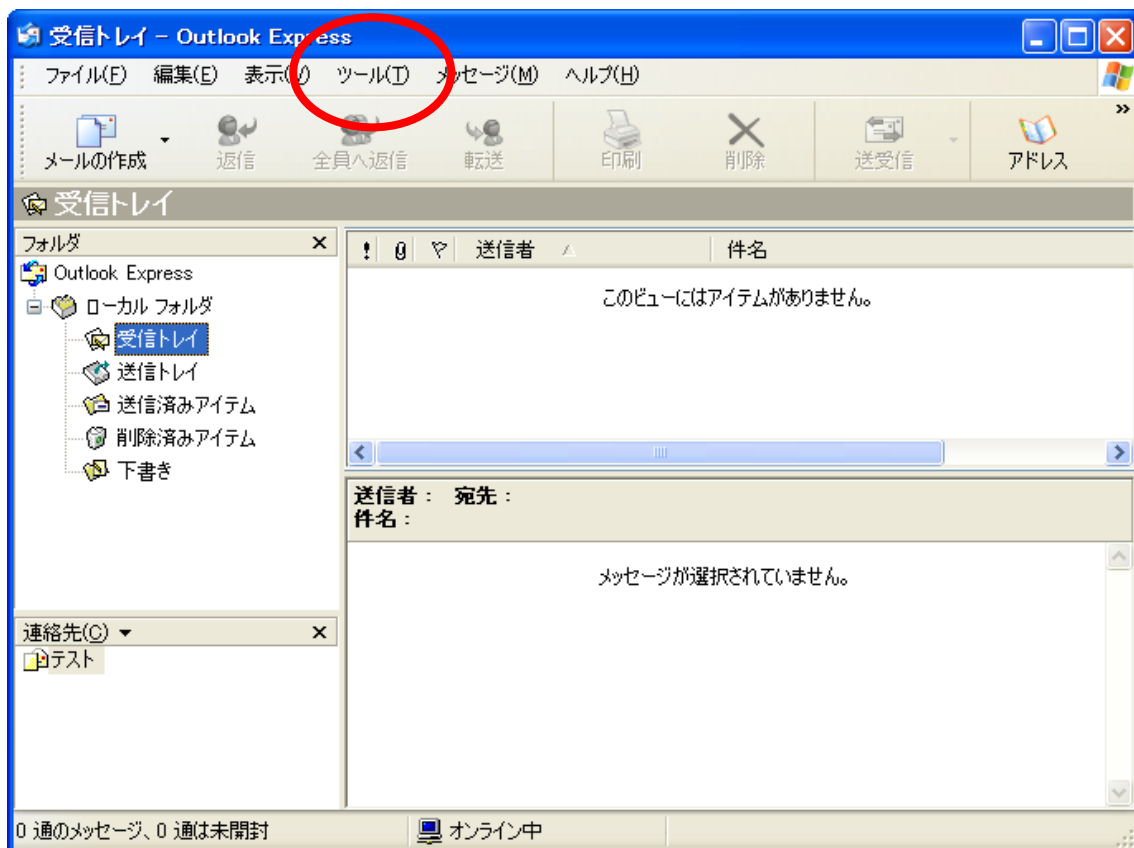 受信トレイ - Outlook Express
ファイル(F) 編集(E) 表示(V) ツール(T) メッセージ(M) ヘルプ(H)
メールの作成 返信 全員へ返信 転送 印刷 削除 送受信 アドレス
受信トレイ
フォルダ
Outlook Express
ローカル フォルダ
受信トレイ
送信トレイ
送信済みアイテム
削除済みアイテム
下書き
連絡先(C)
テスト
! 送信者 件名
このビューにはアイテムがありません。
送信者: 宛先:
件名:
メッセージが選択されていません。
0 通のメッセージ、0 通は未開封 オンライン中